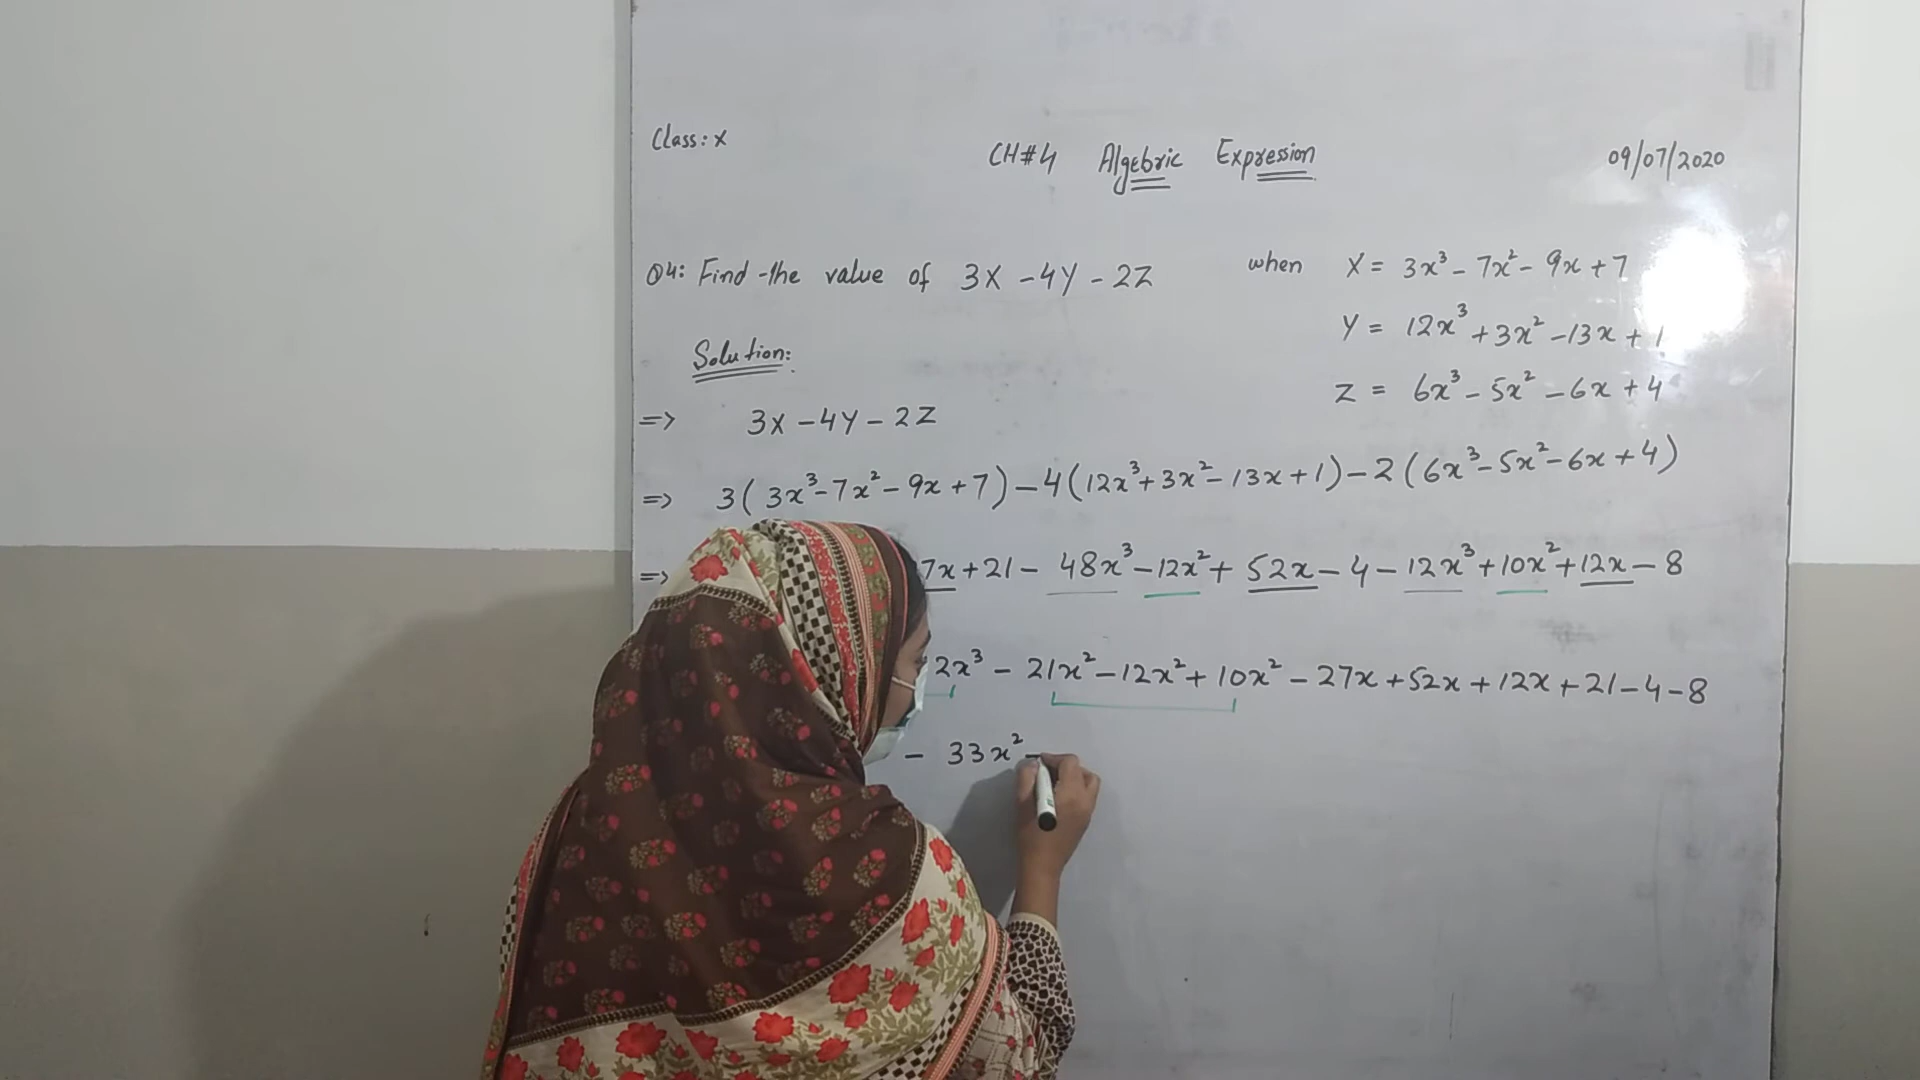 Class: X
CH#4 Algebric Expression
09/07/2020
Q4: Find the value of 3X - 4Y - 2Z when X = 3x³ - 7x² - 9x + 7
Y = 12x³ + 3x² - 13x + 1
Z = 6x³ - 5x² - 6x + 4
Solution:
=> 3X - 4Y - 2Z
=> 3(3x³ - 7x² - 9x + 7) - 4(12x³ + 3x² - 13x + 1) - 2(6x³ - 5x² - 6x + 4)
=> 7x + 21 - 48x³ - 12x² + 52x - 4 - 12x³ + 10x² + 12x - 8
2x³ - 21x² - 12x² + 10x² - 27x + 52x + 12x + 21 - 4 - 8
- 33x² -